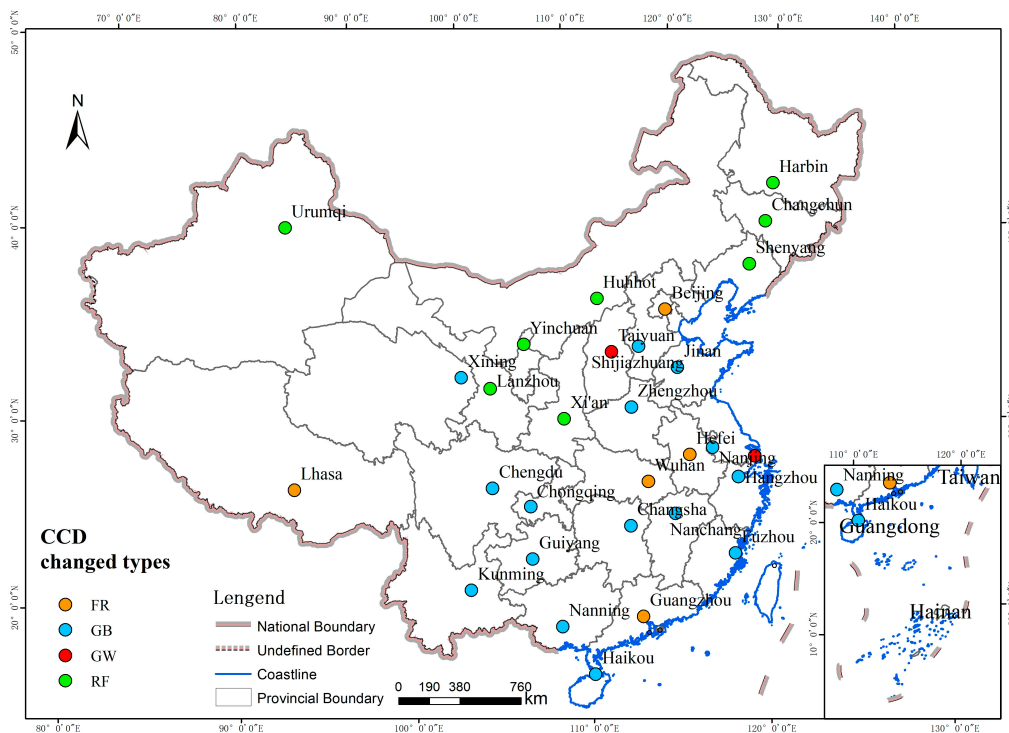 70° 0′0″E 80° 0′0″E 90° 0′0″E 100° 0′0″E 110° 0′0″E 120° 0′0″E 130° 0′0″E 140° 0′0″E
50° 0′0″N
N
Harbin
Changchun
Urumqi
40° 0′0″N
Shenyang
Huhhot
Beijing
Yinchuan
Taiyuan
Jinan
Xining
Shijiazhuang
Lanzhou
Zhengzhou
Xi'an
30° 0′0″N
Hefei
Nanjing
Wuhan
Lhasa
Chengdu
Hangzhou
Chongqing
Changsha
Nanchang
Fuzhou
Guiyang
Kunming
Guangzhou
Nanning
Haikou
20° 0′0″N
110° 0′0″E 120° 0′0″E
Nanning
Taiwan
Haikou
Guangdong
20° 0′0″N
Hainan
10° 0′0″N
CCD
changed types
FR
GB
GW
RF
Lengend
National Boundary
Undefined Border
Coastline
Provincial Boundary
0 190 380 760
km
80° 0′0″E 90° 0′0″E 100° 0′0″E 110° 0′0″E 120° 0′0″E 130° 0′0″E